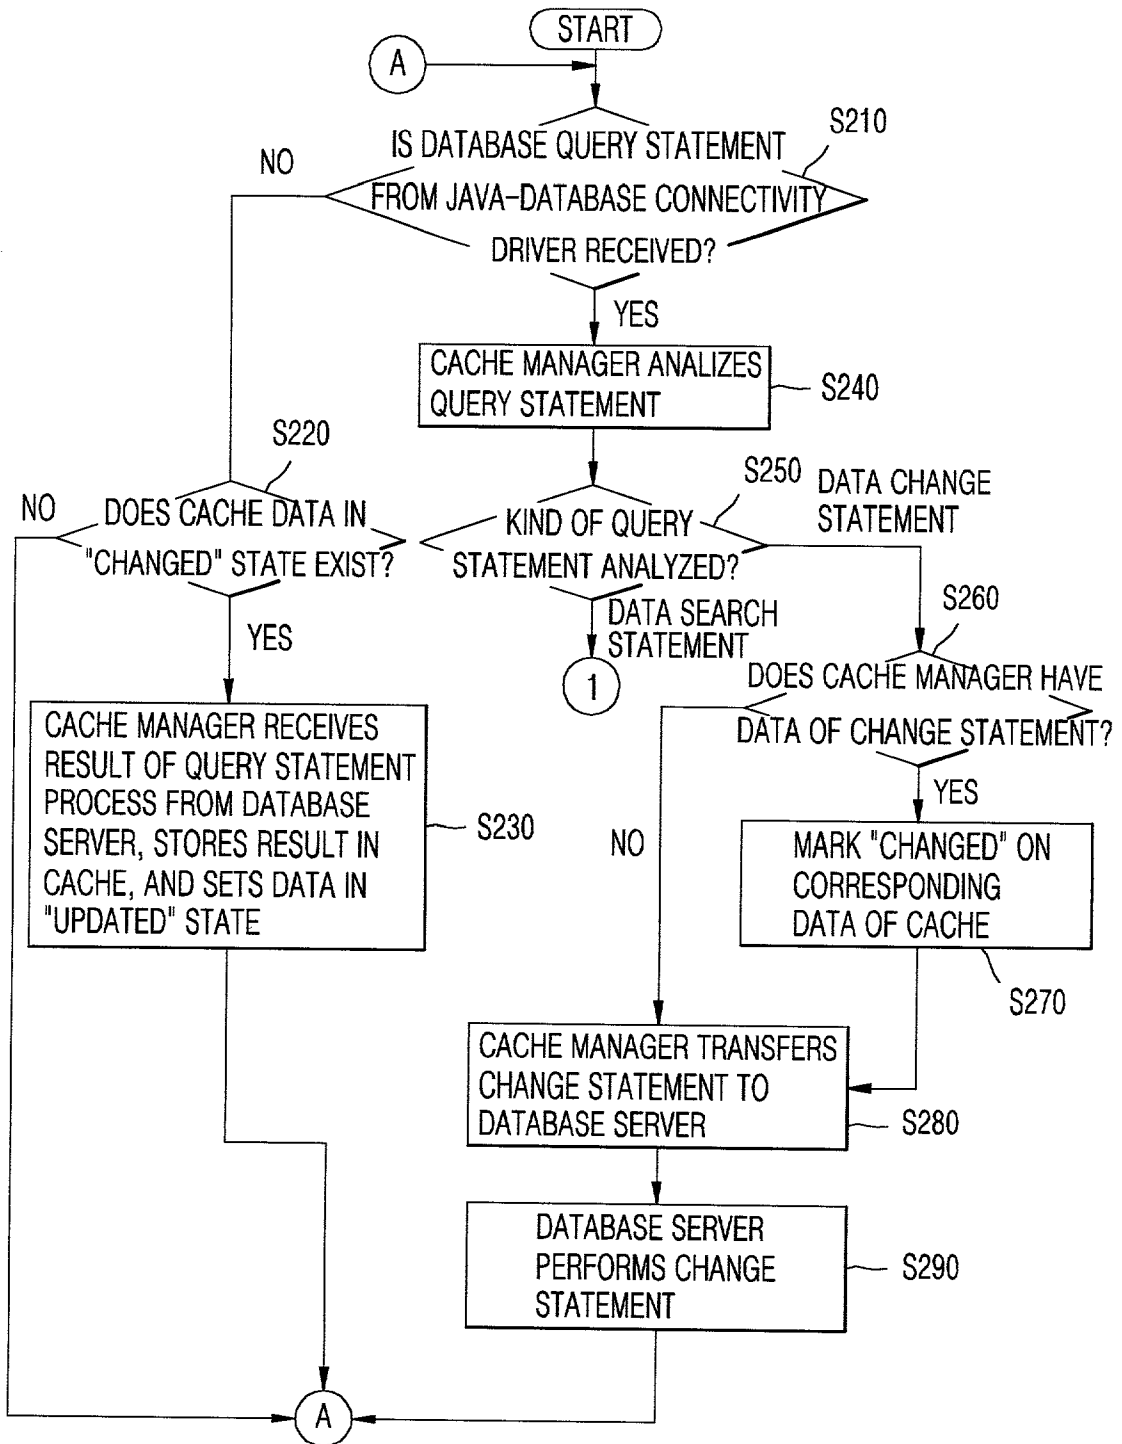 START
A
S210
IS DATABASE QUERY STATEMENT
NO
FROM JAVA-DATABASE CONNECTIVITY
DRIVER RECEIVED?
YES
CACHE MANAGER ANALIZES
QUERY STATEMENT
S240
S220
NO
DOES CACHE DATA IN
"CHANGED" STATE EXIST?
YES
S250
KIND OF QUERY
STATEMENT ANALYZED?
DATA CHANGE
STATEMENT
DATA SEARCH
STATEMENT
1
S260
DOES CACHE MANAGER HAVE
DATA OF CHANGE STATEMENT?
YES
NO
CACHE MANAGER RECEIVES
RESULT OF QUERY STATEMENT
PROCESS FROM DATABASE
SERVER, STORES RESULT IN
CACHE, AND SETS DATA IN
"UPDATED" STATE
S230
MARK "CHANGED" ON
CORRESPONDING
DATA OF CACHE
S270
CACHE MANAGER TRANSFERS
CHANGE STATEMENT TO
DATABASE SERVER
S280
DATABASE SERVER
PERFORMS CHANGE
STATEMENT
S290
A